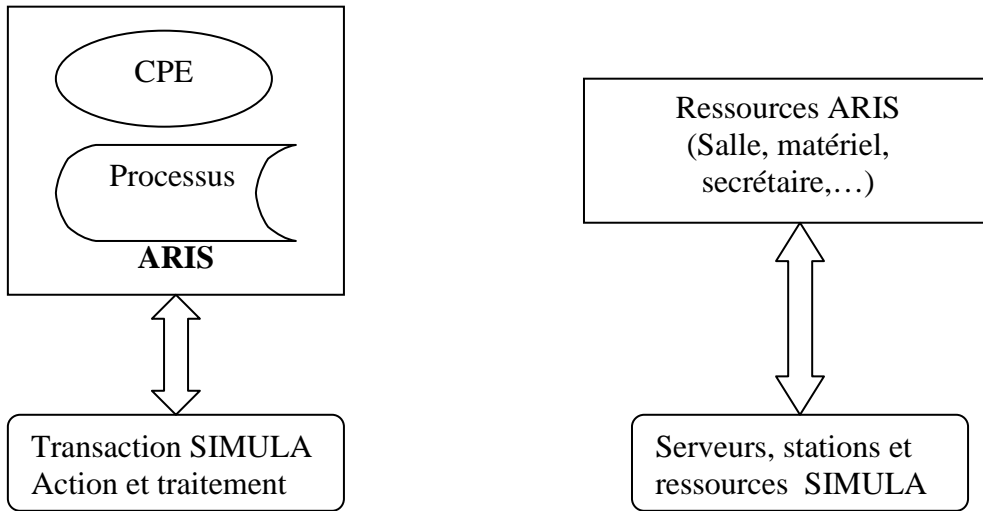 CPE
Processus
ARIS
Transaction SIMULA
Action et traitement
Ressources ARIS
(Salle, matériel,
secrétaire,…)
Serveurs, stations et
ressources SIMULA